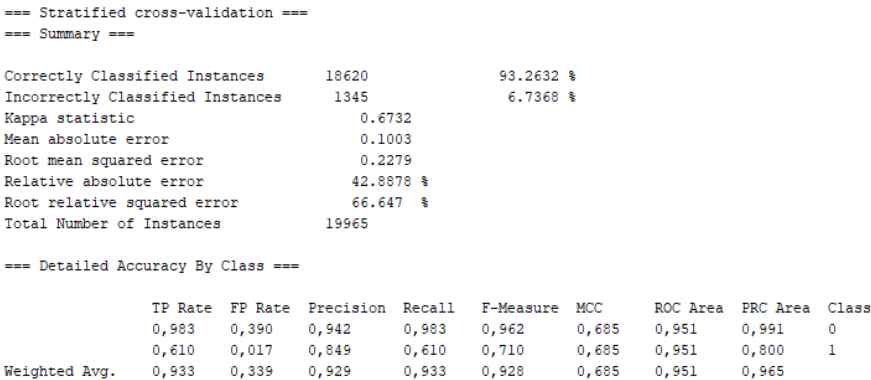 === Stratified cross-validation ===
=== Summary ===
Correctly Classified Instances 18620 93.2632 %
Incorrectly Classified Instances 1345 6.7368 %
Kappa statistic 0.6732
Mean absolute error 0.1003
Root mean squared error 0.2279
Relative absolute error 42.8878 %
Root relative squared error 66.647 %
Total Number of Instances 19965
=== Detailed Accuracy By Class ===
TP Rate FP Rate Precision Recall F-Measure MCC ROC Area PRC Area Class
0,983 0,390 0,942 0,983 0,962 0,685 0,951 0,991 0
0,610 0,017 0,849 0,610 0,710 0,685 0,951 0,800 1
Weighted Avg. 0,933 0,339 0,929 0,933 0,928 0,685 0,951 0,965